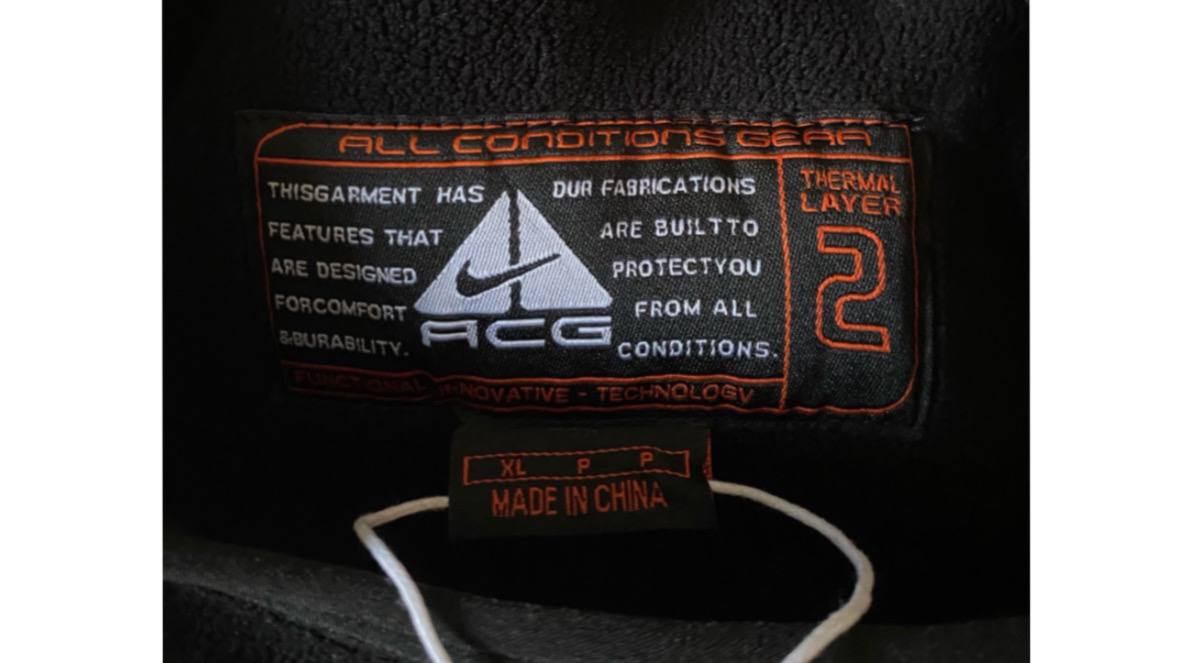 ALL CONDITIONS GEAR
THISGARMENT HAS
FEATURES THAT
ARE DESIGNED
FORCOMFORT
&BURABILITY.
ACG
DUR FABRICATIONS
ARE BUILTTO
PROTECTYOU
FROM ALL
CONDITIONS.
THERMAL
LAYER
2
FUNCTIONAL INNOVATIVE - TECHNOLOGY
XL P P
MADE IN CHINA